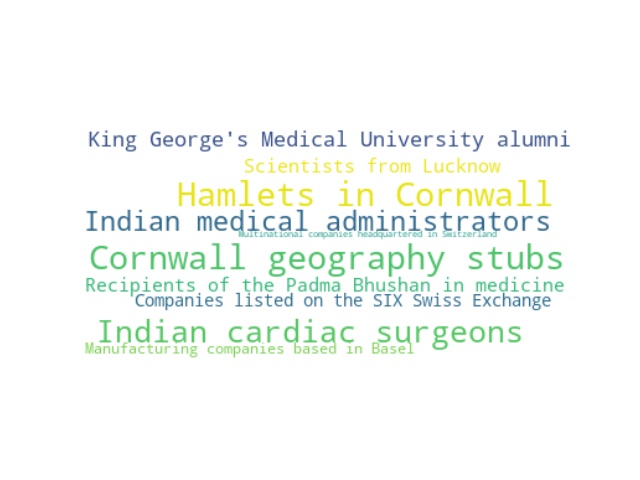 King George's Medical University alumni
Scientists from Lucknow
Hamlets in Cornwall
Indian medical administrators
Multinational companies headquartered in Switzerland
Cornwall geography stubs
Recipients of the Padma Bhushan in medicine
Companies listed on the SIX Swiss Exchange
Indian cardiac surgeons
Manufacturing companies based in Basel